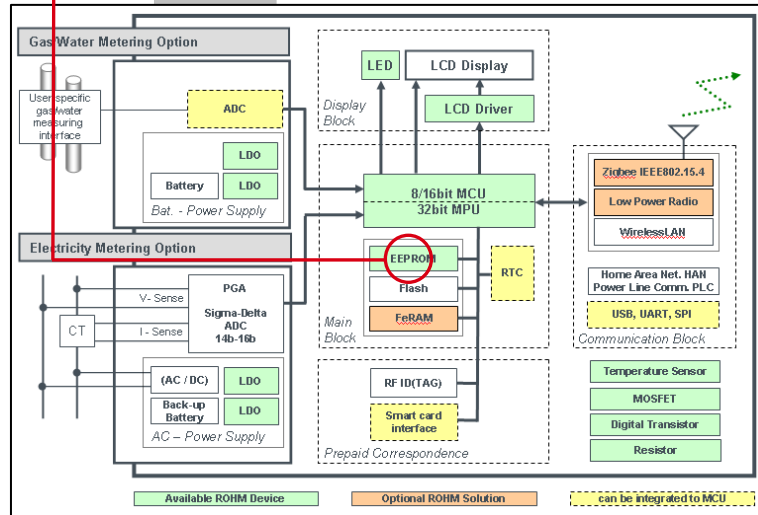 Gas/Water Metering Option
User specific
gas/water
measuring
interface
ADC
LDO
Battery
LDO
Bat. - Power Supply
Electricity Metering Option
V- Sense
I - Sense
CT
PGA
Sigma-Delta
ADC
14b-16b
(AC / DC)
LDO
Back-up
Battery
LDO
AC – Power Supply
LED
LCD Display
LCD Driver
Display
Block
8/16bit MCU
32bit MPU
EEPROM
Flash
FeRAM
RTC
Main
Block
RF ID(TAG)
Smart card
interface
Prepaid Correspondence
Zigbee IEEE802.15.4
Low Power Radio
WirelessLAN
Home Area Net. HAN
Power Line Comm. PLC
USB, UART, SPI
Communication Block
Temperature Sensor
MOSFET
Digital Transistor
Resistor
Available ROHM Device
Optional ROHM Solution
can be integrated to MCU